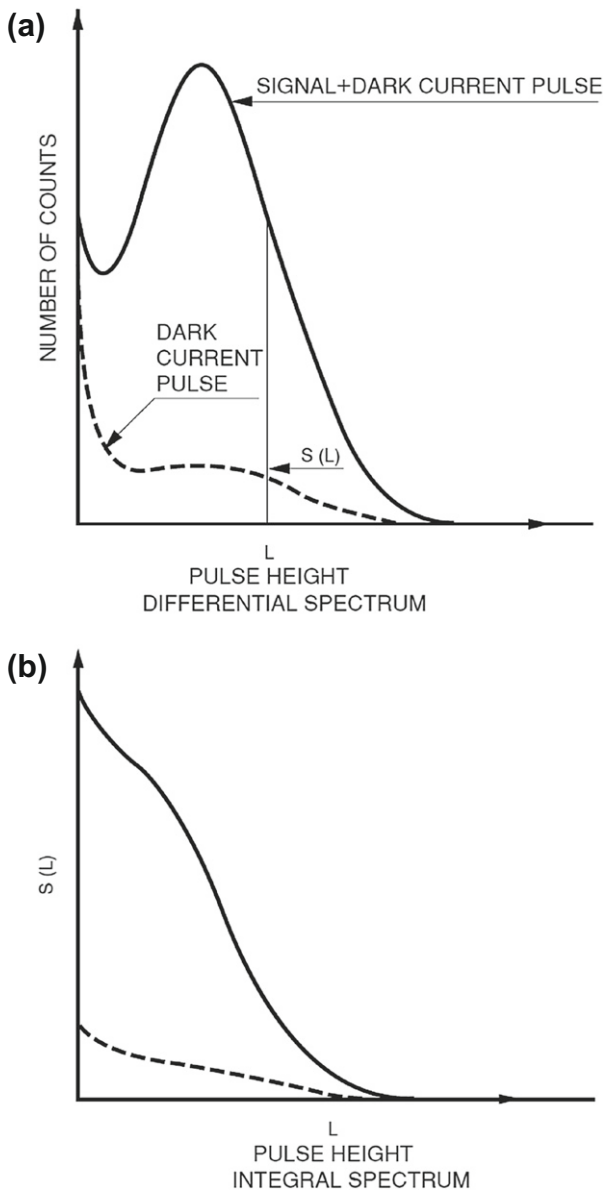 (a)
SIGNAL+DARK CURRENT PULSE
NUMBER OF COUNTS
DARK
CURRENT
PULSE
S (L)
L
PULSE HEIGHT
DIFFERENTIAL SPECTRUM
(b)
S (L)
L
PULSE HEIGHT
INTEGRAL SPECTRUM